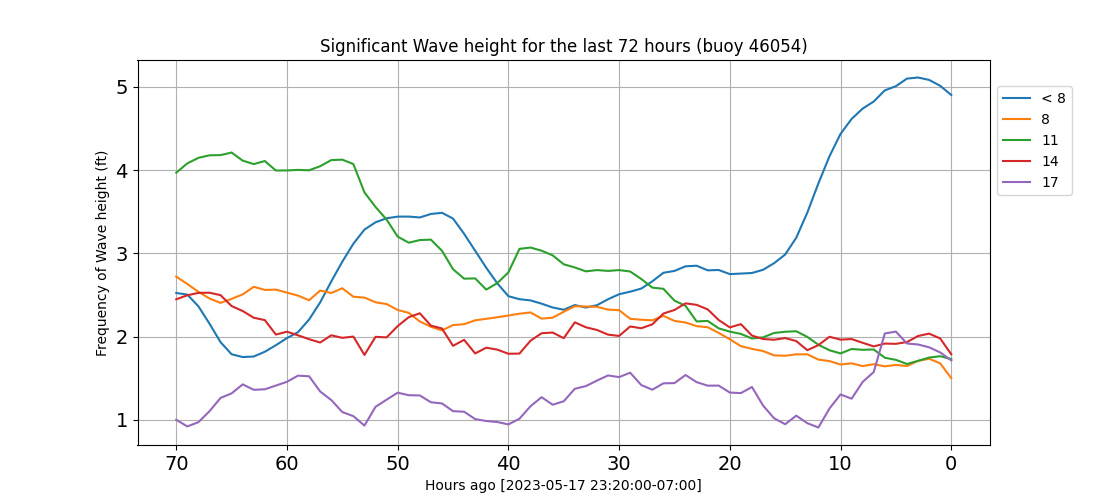 Significant Wave height for the last 72 hours (buoy 46054)
Frequency of Wave height (ft)
5
4
3
2
1
70 60 50 40 30 20 10 0
Hours ago [2023-05-17 23:20:00-07:00]
< 8
8
11
14
17